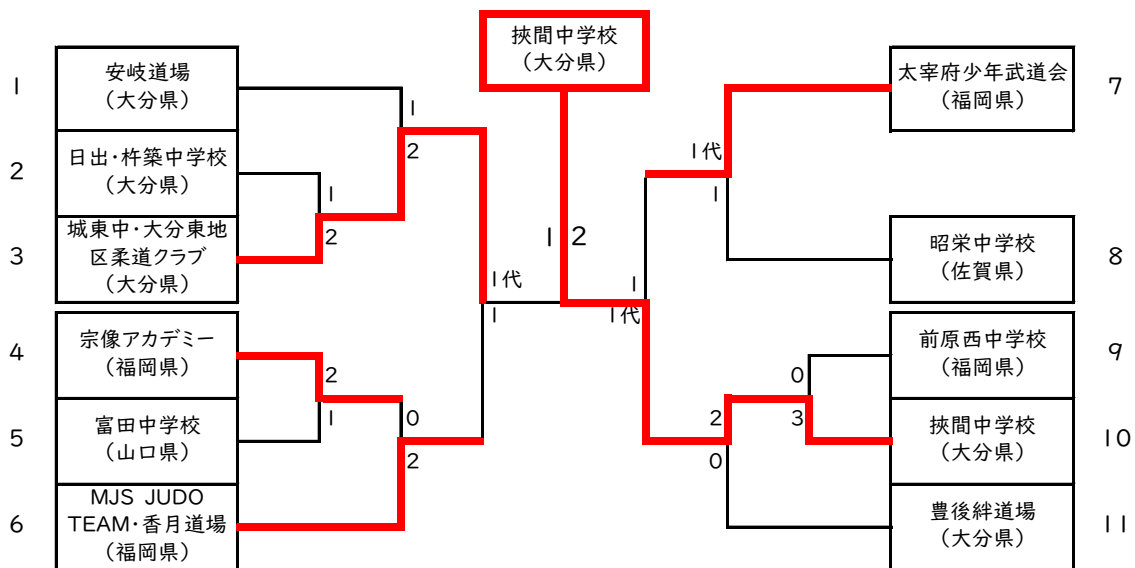 挾間中学校
(大分県)
1
安岐道場
(大分県)
2
日出・杵築中学校
(大分県)
3
城東中・大分東地
区柔道クラブ
(大分県)
4
宗像アカデミー
(福岡県)
5
富田中学校
(山口県)
6
MJS JUDO
TEAM・香月道場
(福岡県)
1
2
1
2
2
1
0
2
1代
1
1 2
1代
1
1
1代
0
3
2
0
太宰府少年武道会
(福岡県)
7
昭栄中学校
(佐賀県)
8
前原西中学校
(福岡県)
9
挾間中学校
(大分県)
10
豊後絆道場
(大分県)
11